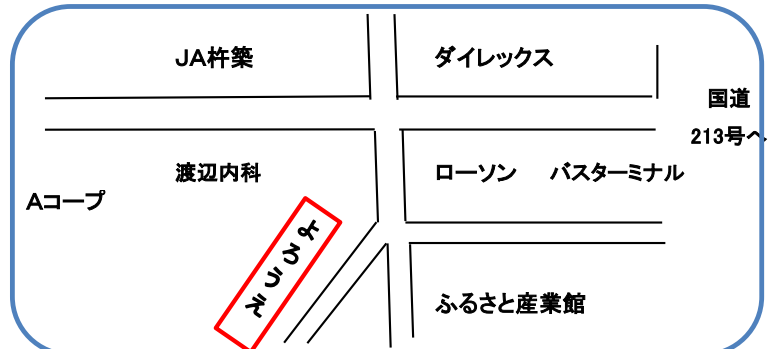 JA杵築
ダイレックス
国道
213号へ
渡辺内科
ローソン
バスターミナル
Aコープ
よろうえ
ふるさと産業館